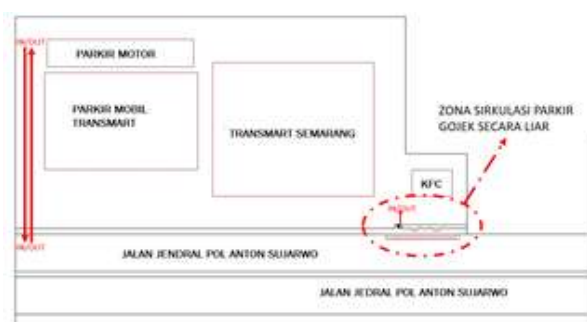 IN/OUT
PARKIR MOTOR
PARKIR MOBIL
TRANSMART
TRANSMART SEMARANG
ZONA SIRKULASI PARKIR
GOJEK SECARA LIAR
KFC
IN/OUT
IN/OUT
JALAN JENDRAL POL ANTON SUJARWO
JALAN JEDRAL POL ANTON SUJARWO